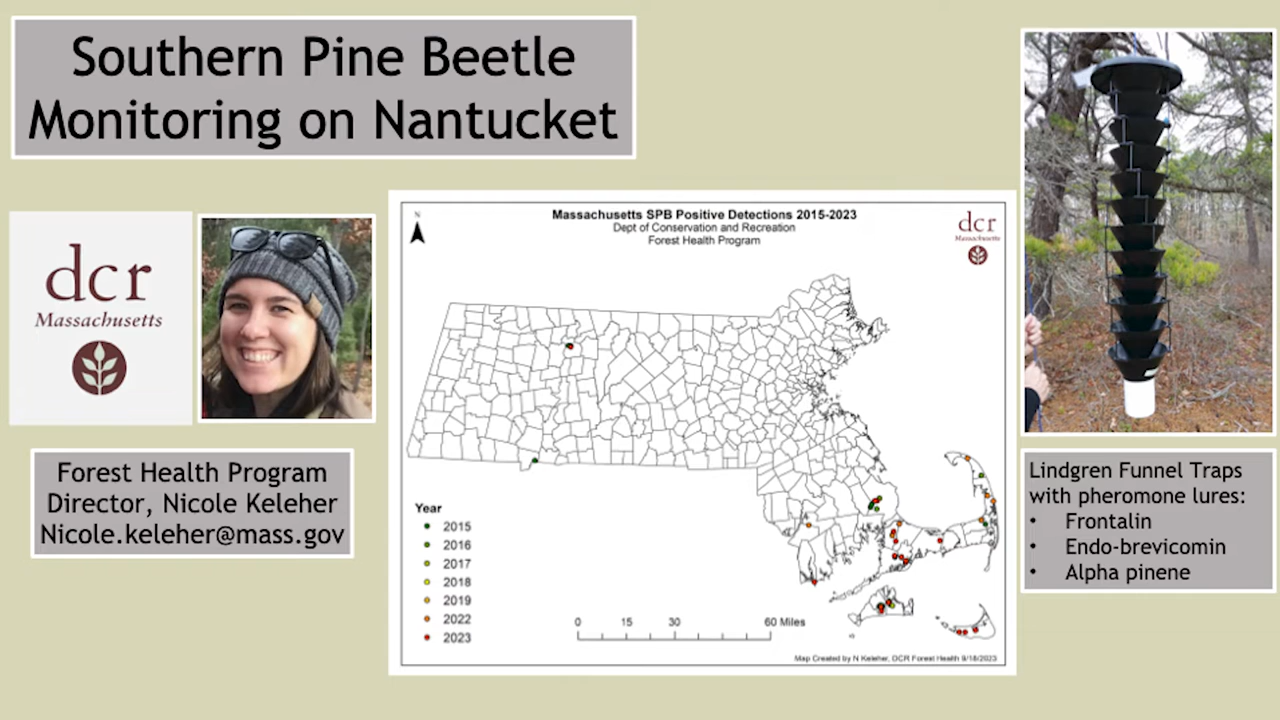 Southern Pine Beetle
Monitoring on Nantucket
dcr
Massachusetts
Forest Health Program
Director, Nicole Keleher
Nicole.keleher@mass.gov
N
Massachusetts SPB Positive Detections 2015-2023
Dept of Conservation and Recreation
Forest Health Program
dcr
Massachusetts
Year
2015
2016
2017
2018
2019
2022
2023
0 15 30 60 Miles
Map Created by N Keleher, DCR Forest Health 9/18/2023
Lindgren Funnel Traps
with pheromone lures:
• Frontalin
• Endo-brevicomin
• Alpha pinene